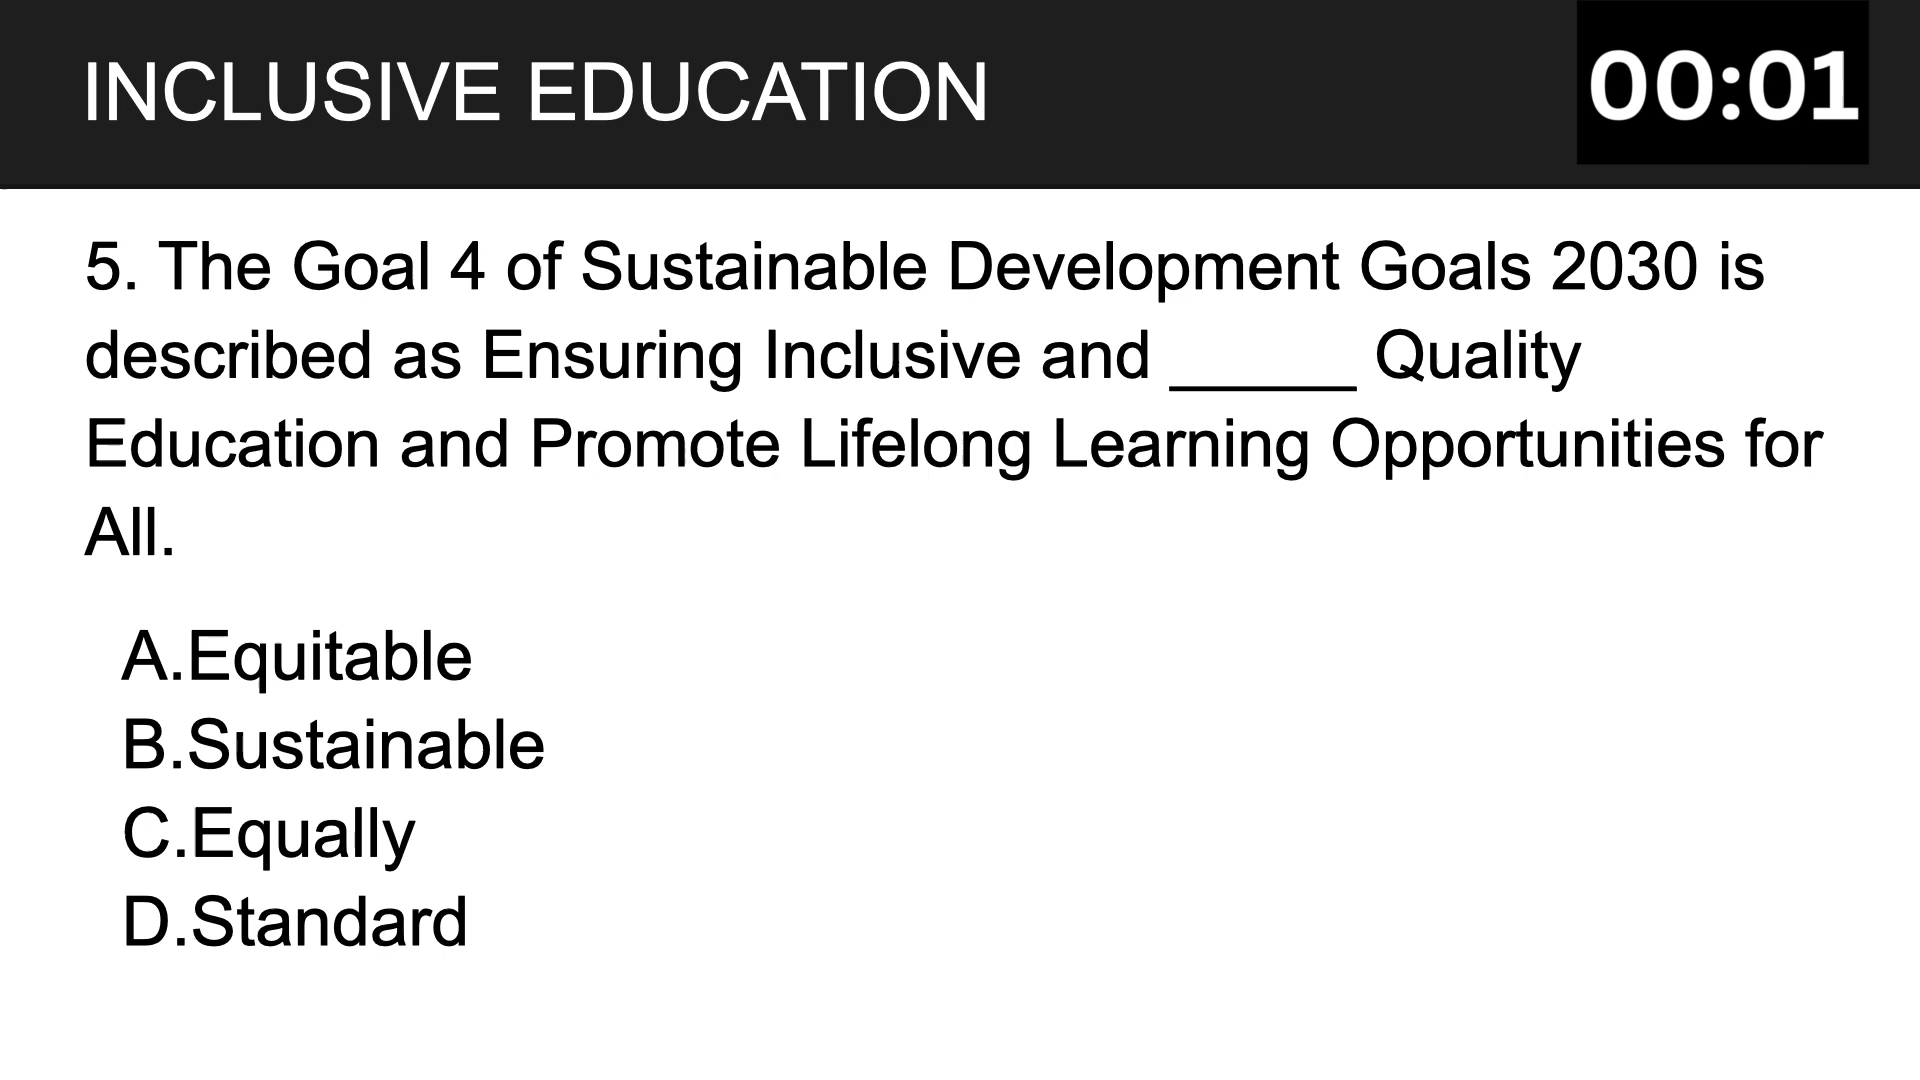 INCLUSIVE EDUCATION
00:01
5. The Goal 4 of Sustainable Development Goals 2030 is
described as Ensuring Inclusive and _____ Quality
Education and Promote Lifelong Learning Opportunities for
All.
A.Equitable
B.Sustainable
C.Equally
D.Standard